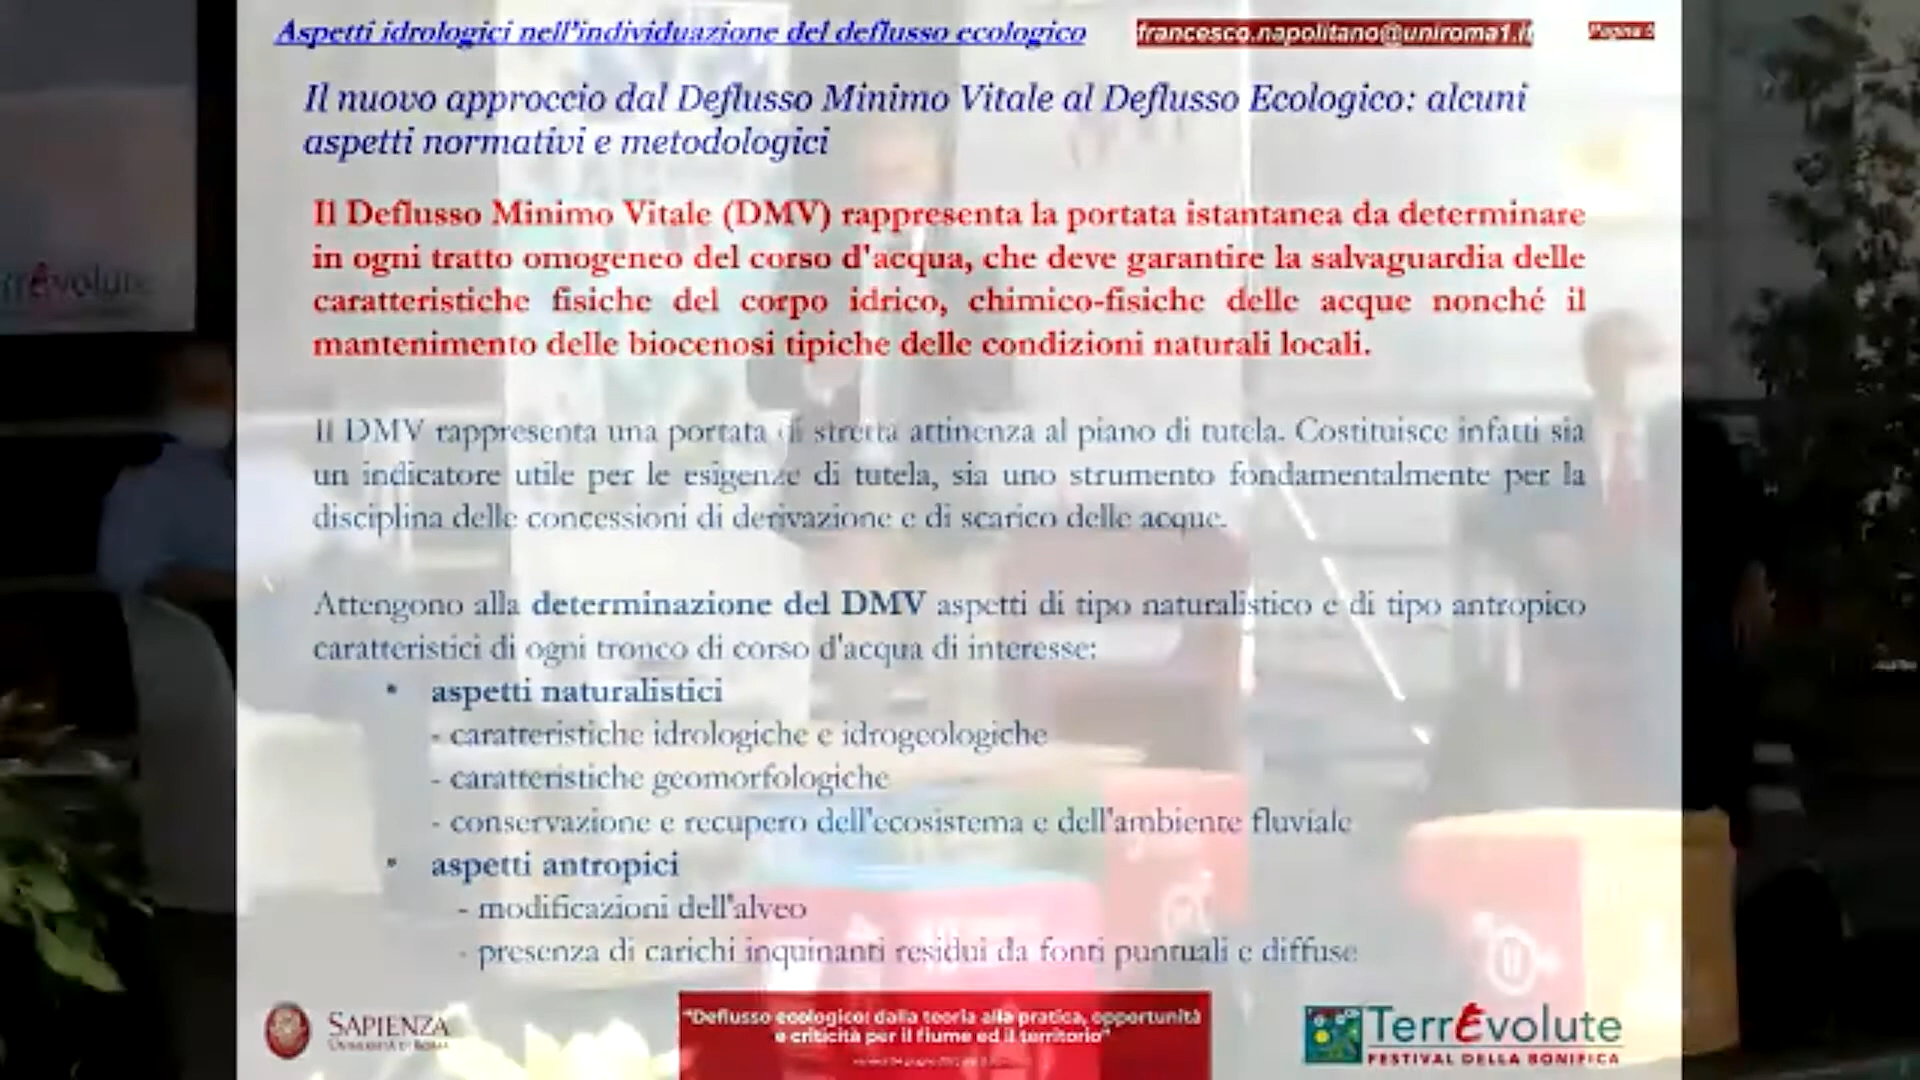 Aspetti idrologici nell'individuazione del deflusso ecologico
francesco.napolitano@uniroma1.it
Pagina
Il nuovo approccio dal Deflusso Minimo Vitale al Deflusso Ecologico: alcuni
aspetti normativi e metodologici
Il Deflusso Minimo Vitale (DMV) rappresenta la portata istantanea da determinare
in ogni tratto omogeneo del corso d'acqua, che deve garantire la salvaguardia delle
caratteristiche fisiche del corpo idrico, chimico-fisiche delle acque nonché il
mantenimento delle biocenosi tipiche delle condizioni naturali locali.
Il DMV rappresenta una portata di stretta attinenza al piano di tutela. Costituisce infatti sia
un indicatore utile per le esigenze di tutela, sia uno strumento fondamentalmente per la
disciplina delle concessioni di derivazione e di scarico delle acque.
Attengono alla determinazione del DMV aspetti di tipo naturalistico e di tipo antropico
caratteristici di ogni tronco di corso d'acqua di interesse:
• aspetti naturalistici
- caratteristiche idrologiche e idrogeologiche
- caratteristiche geomorfologiche
- conservazione e recupero dell'ecosistema e dell'ambiente fluviale
• aspetti antropici
- modificazioni dell'alveo
- presenza di carichi inquinanti residui da fonti puntuali e diffuse
SAPIENZA
UNIVERSITÀ DI ROMA
"Deflusso ecologico: dalla teoria alla pratica, opportunità
e criticità per il fiume ed il territorio"
TerrEvolute
FESTIVAL DELLA BONIFICA